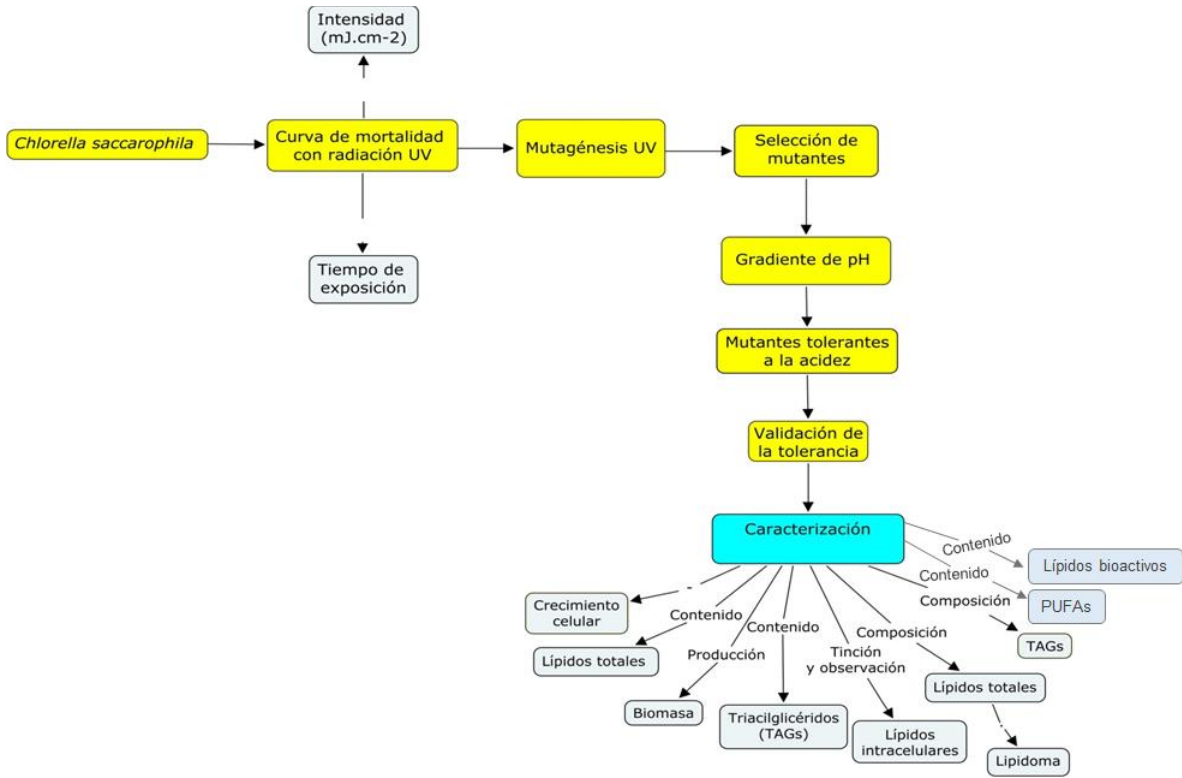 Intensidad
(mJ.cm-2)
Chlorella saccarophila
Curva de mortalidad
con radiación UV
Mutagénesis UV
Selección de
mutantes
Tiempo de
exposición
Gradiente de pH
Mutantes tolerantes
a la acidez
Validación de
la tolerancia
Caracterización
Contenido
Lípidos bioactivos
Contenido
PUFAs
Composición
TAGs
-
Crecimiento
celular
Contenido
Lípidos totales
Producción
Biomasa
Contenido
Triacilglicéridos
(TAGs)
Tinción
y observación
Lípidos
intracelulares
Composición
Lípidos totales
-
Lipidoma